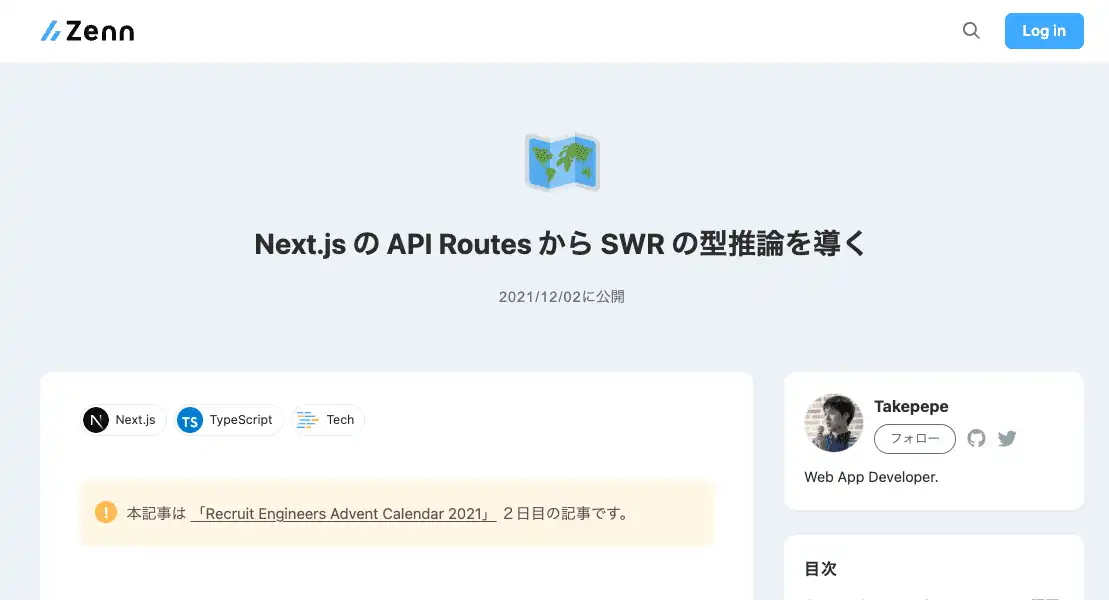 Zenn
Log in
Next.js の API Routes から SWR の型推論を導く
2021/12/02に公開
Next.js
TypeScript
Tech
本記事は 「Recruit Engineers Advent Calendar 2021」 2日目の記事です。
Takepepe
フォロー
Web App Developer.
目次